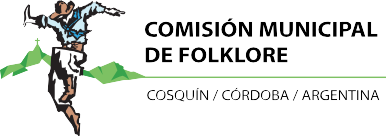 COMISIÓN MUNICIPAL
DE FOLKLORE
COSQUÍN / CÓRDOBA / ARGENTINA